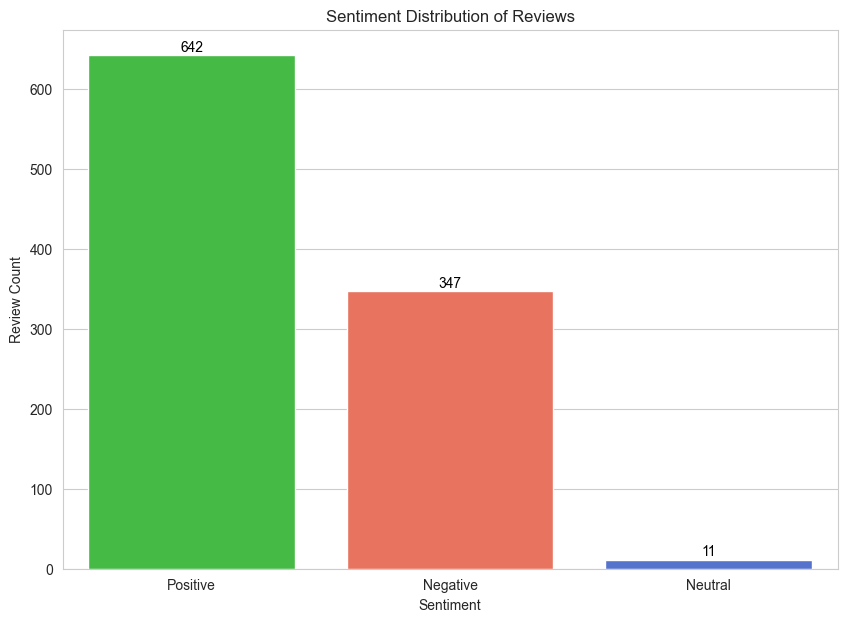 Sentiment Distribution of Reviews
642
600
500
400
347
300
200
100
11
0
Review Count
Positive
Negative
Neutral
Sentiment